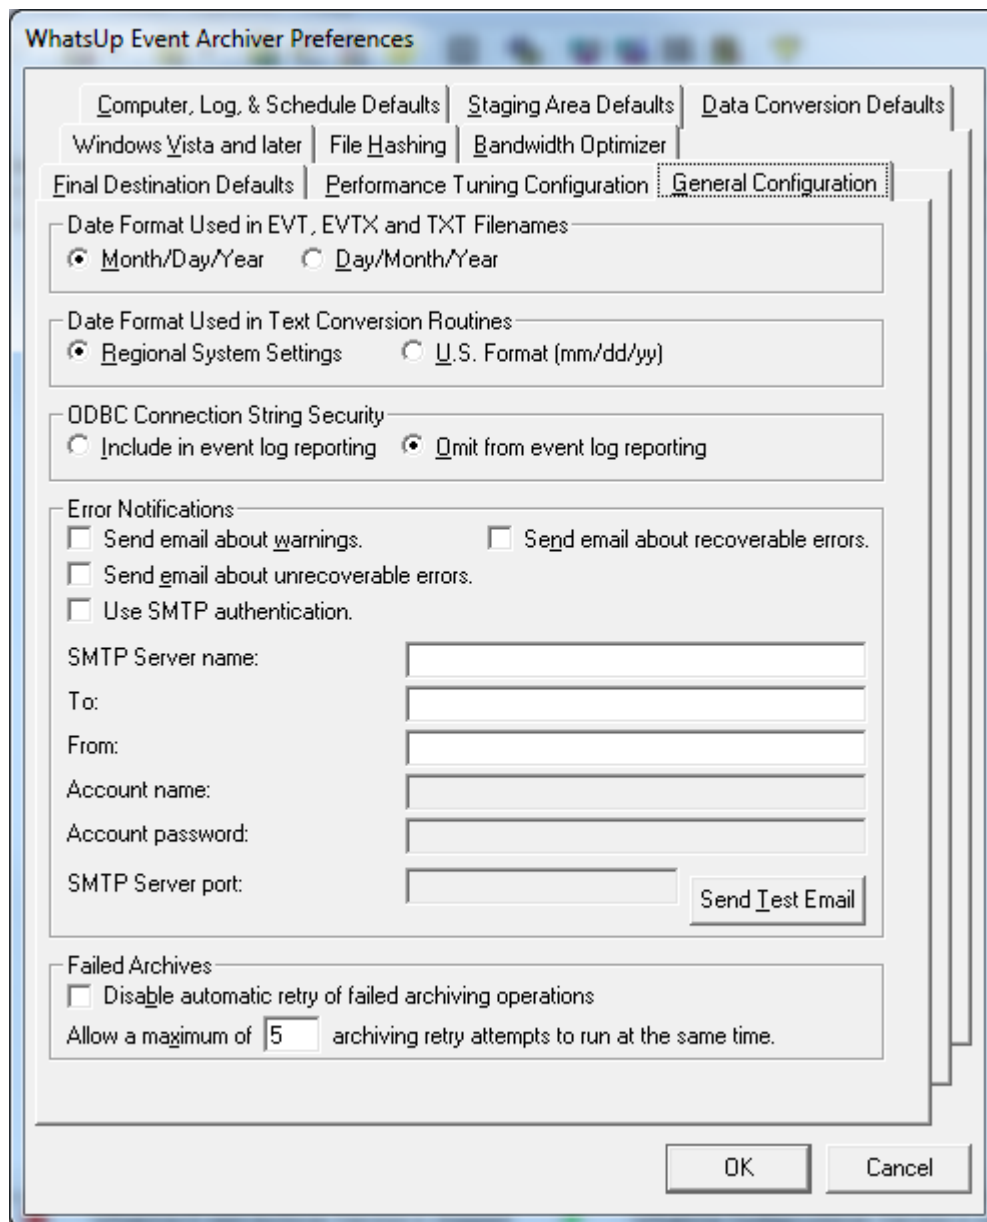 WhatsUp Event Archiver Preferences
Computer, Log, & Schedule Defaults Staging Area Defaults Data Conversion Defaults
Windows Vista and later File Hashing Bandwidth Optimizer
Final Destination Defaults Performance Tuning Configuration General Configuration
Date Format Used in EVT, EVTX and TXT Filenames
Month/Day/Year Day/Month/Year
Date Format Used in Text Conversion Routines
Regional System Settings U.S. Format (mm/dd/yy)
ODBC Connection String Security
Include in event log reporting Omit from event log reporting
Error Notifications
Send email about warnings. Send email about recoverable errors.
Send email about unrecoverable errors.
Use SMTP authentication.
SMTP Server name:
To:
From:
Account name:
Account password:
SMTP Server port:
Send Test Email
Failed Archives
Disable automatic retry of failed archiving operations
Allow a maximum of 5 archiving retry attempts to run at the same time.
OK Cancel